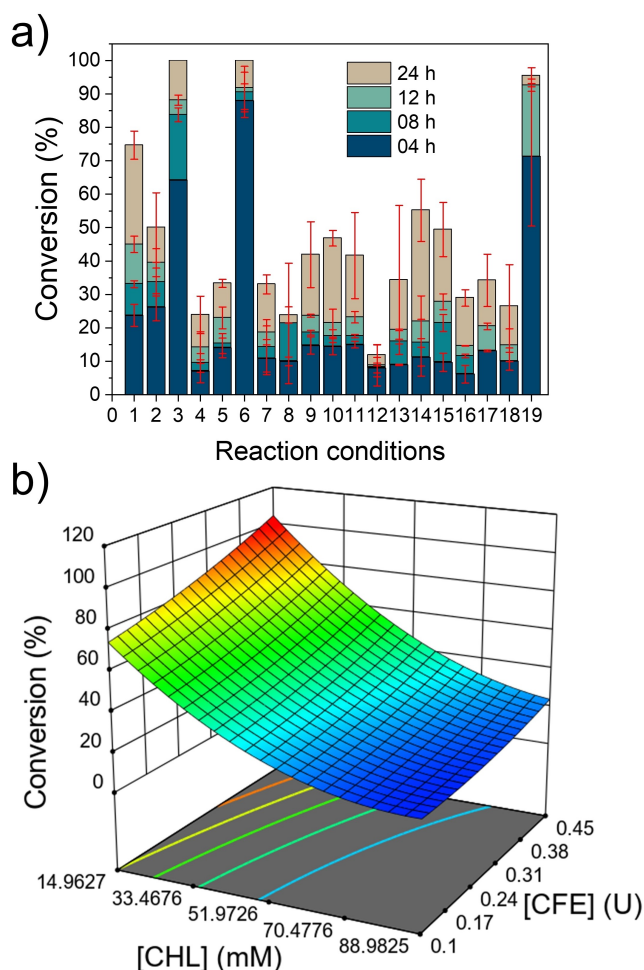 a)
100
90
80
70
60
50
40
30
20
10
0
Conversion (%)
24 h
12 h
08 h
04 h
0 1 2 3 4 5 6 7 8 9 10 11 12 13 14 15 16 17 18 19
Reaction conditions
b)
120
100
80
60
40
20
0
Conversion (%)
14.9627
33.4676
51.9726
70.4776
88.9825
[CHL] (mM)
0.45
0.38
0.31
0.24
0.17
0.1
[CFE] (U)